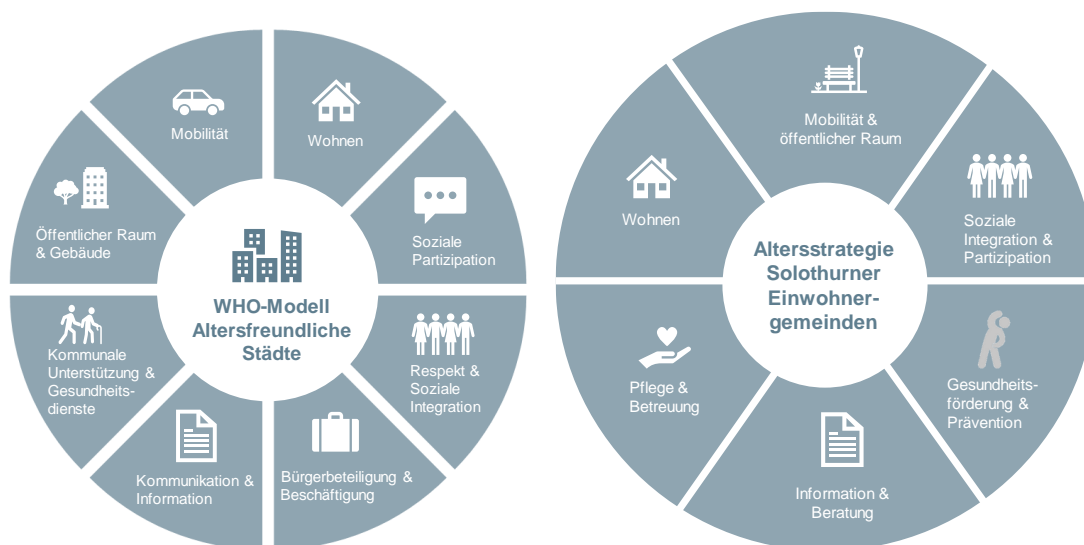 Mobilität
Wohnen
Soziale
Partizipation
Respekt &
Soziale
Integration
Bürgerbeteiligung &
Beschäftigung
Kommunikation &
Information
Kommunale
Unterstützung &
Gesundheits-
dienste
Öffentlicher Raum
& Gebäude
WHO-Modell
Altersfreundliche
Städte
Mobilität &
öffentlicher Raum
Soziale
Integration &
Partizipation
Gesundheits-
förderung &
Prävention
Information &
Beratung
Pflege &
Betreuung
Wohnen
Altersstrategie
Solothurner
Einwohner-
gemeinden